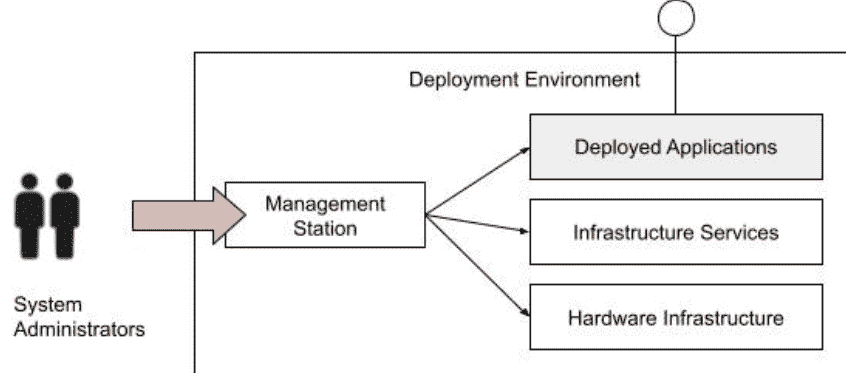 Deployment Environment
Deployed Applications
Management
Station
Infrastructure Services
Hardware Infrastructure
System
Administrators